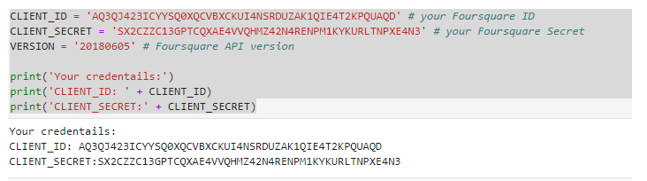 CLIENT_ID = 'AQ3QJ423ICYYSQ0XQCVBXCKUI4NSRDUZAK1QIE4T2KPQUAQD' # your Foursquare ID
CLIENT_SECRET = 'SX2CZZC13GPTCQXAE4VVQHMZ42N4RENPM1KYKURLTNPXE4N3' # your Foursquare Secret
VERSION = '20180605' # Foursquare API version
print('Your credentails:')
print('CLIENT_ID: ' + CLIENT_ID)
print('CLIENT_SECRET:' + CLIENT_SECRET)
Your credentails:
CLIENT_ID: AQ3QJ423ICYYSQ0XQCVBXCKUI4NSRDUZAK1QIE4T2KPQUAQD
CLIENT_SECRET:SX2CZZC13GPTCQXAE4VVQHMZ42N4RENPM1KYKURLTNPXE4N3